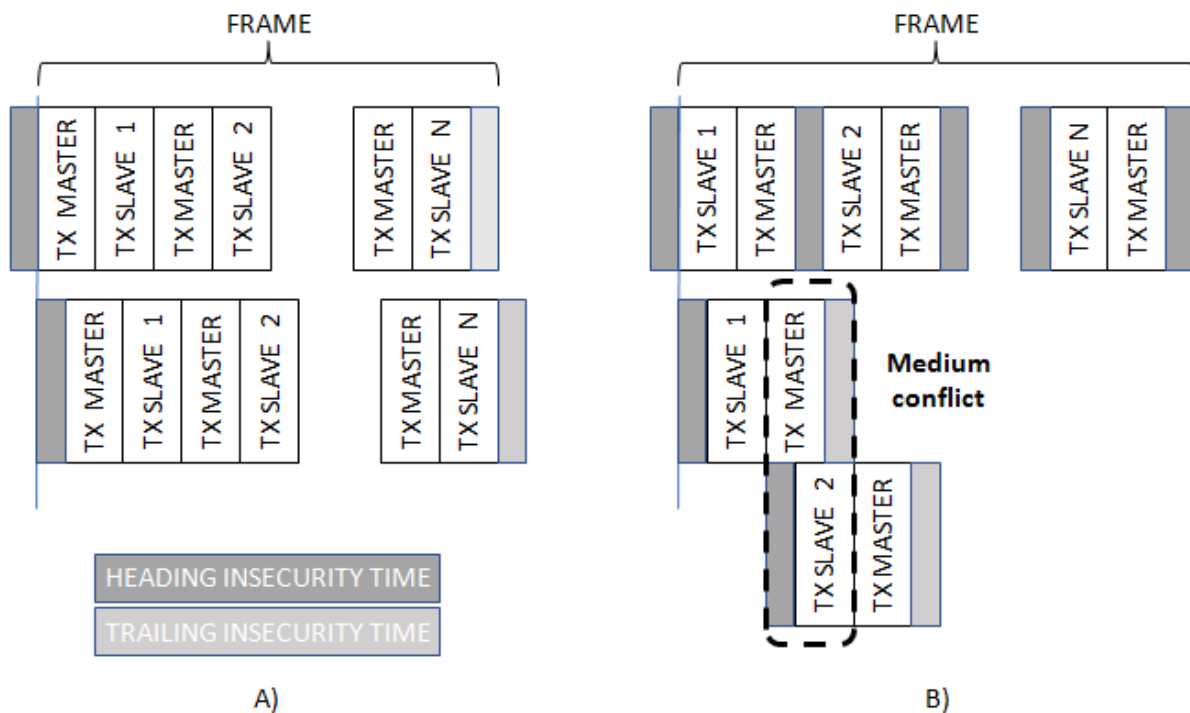 FRAME
TX MASTER
TX SLAVE 1
TX MASTER
TX SLAVE 2
TX MASTER
TX SLAVE N
TX MASTER
TX SLAVE 1
TX MASTER
TX SLAVE 2
TX MASTER
TX SLAVE N
HEADING INSECURITY TIME
TRAILING INSECURITY TIME
A)
FRAME
TX SLAVE 1
TX MASTER
TX SLAVE 2
TX MASTER
TX SLAVE N
TX MASTER
TX SLAVE 1
TX MASTER
Medium
conflict
TX SLAVE 2
TX MASTER
B)